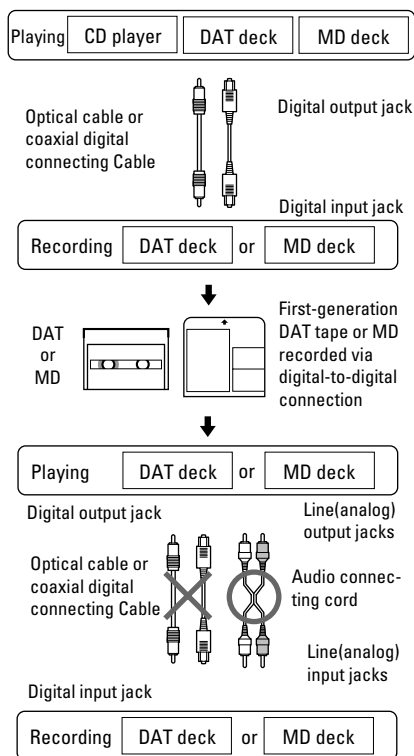 Playing CD player DAT deck MD deck
Optical cable or
coaxial digital
connecting Cable
Digital output jack
Digital input jack
Recording DAT deck or MD deck
DAT
or
MD
First-generation
DAT tape or MD
recorded via
digital-to-digital
connection
Playing DAT deck or MD deck
Digital output jack
Line(analog)
output jacks
Optical cable or
coaxial digital
connecting Cable
Audio connec-
ting cord
Line(analog)
input jacks
Digital input jack
Recording DAT deck or MD deck